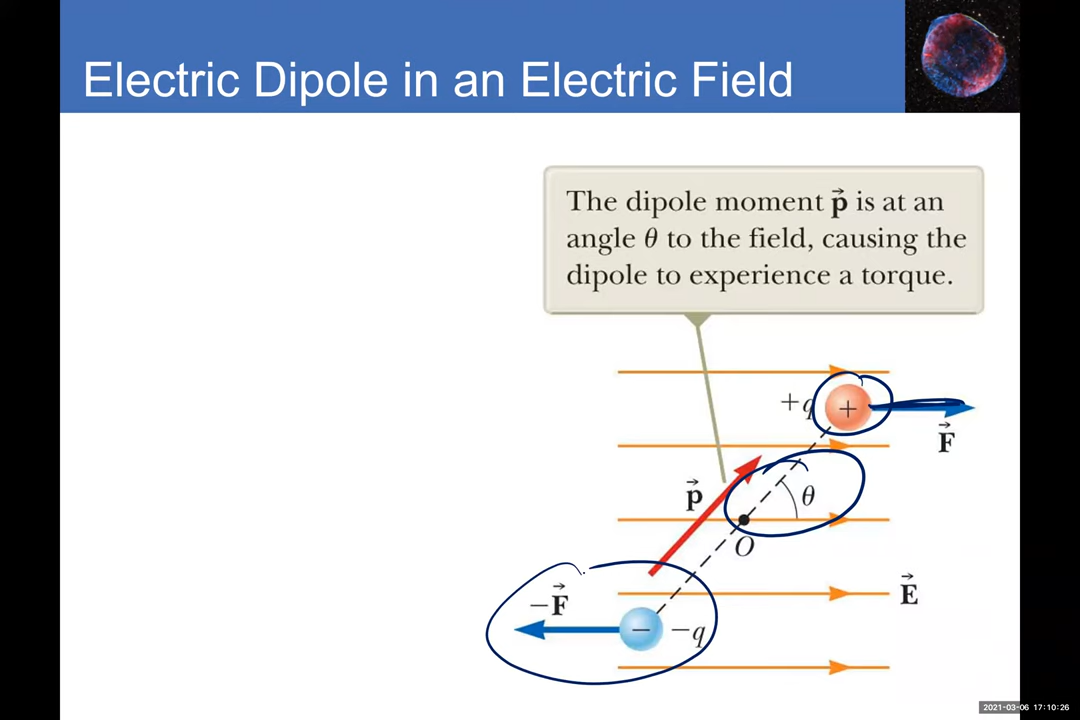 Electric Dipole in an Electric Field
The dipole moment p⃗ is at an
angle θ to the field, causing the
dipole to experience a torque.
+q
+
F⃗
p⃗
θ
O
−F⃗
E⃗
−
−q
2021-03-06 17:10:26